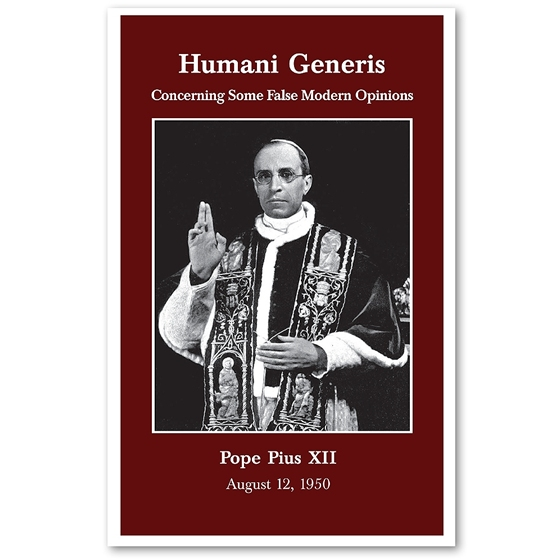 Humani Generis
Concerning Some False Modern Opinions
Pope Pius XII
August 12, 1950